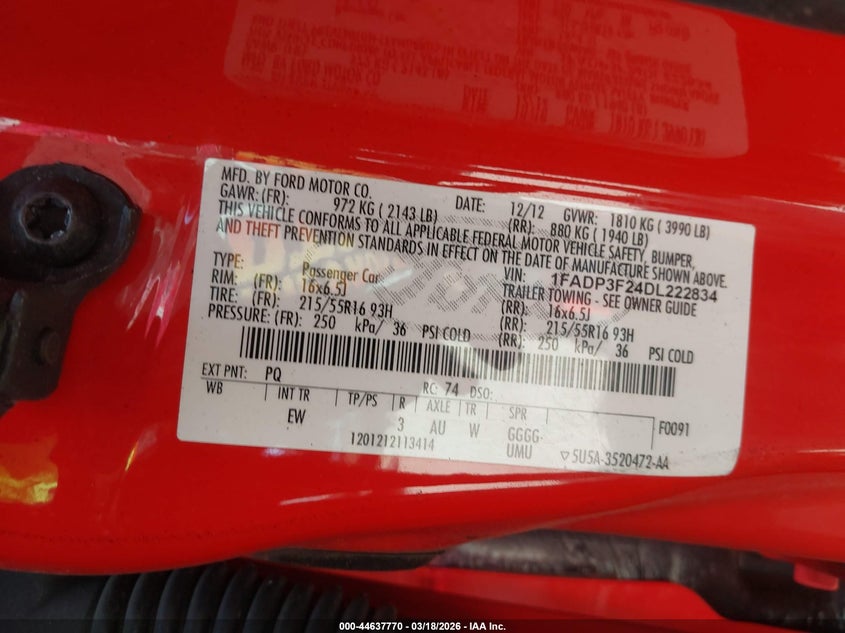 MFD. BY FORD MOTOR CO. DATE: 12/12 GVWR: 1810 KG ( 3990 LB)
GAWR: (FR): 972 KG ( 2143 LB) (RR): 880 KG ( 1940 LB)
THIS VEHICLE CONFORMS TO ALL APPLICABLE FEDERAL MOTOR VEHICLE SAFETY, BUMPER,
AND THEFT PREVENTION STANDARDS IN EFFECT ON THE DATE OF MANUFACTURE SHOWN ABOVE.
VIN: 1FADP3F24DL222834
TYPE: Passenger Car TRAILER TOWING - SEE OWNER GUIDE
RIM: (FR): 16x6.5J (RR): 16x6.5J
TIRE: (FR): 215/55R16 93H (RR): 215/55R16 93H
PRESSURE: (FR): 250 kPa/ 36 PSI COLD (RR): 250 kPa/ 36 PSI COLD
EXT PNT: PQ RC: 74 DSO:
WB INT TR TP/PS R AXLE TR SPR F0091
EW 3 AU W GGGG-
UMU
1201212113414 ▽5U5A-3520472-AA
000-44637770 — 03/18/2026 — IAA Inc.